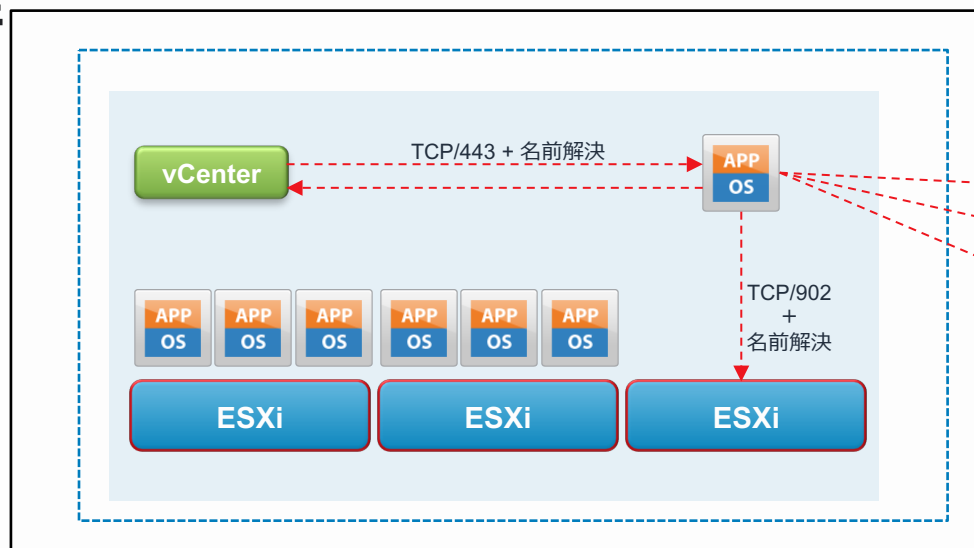 vCenter
TCP/443 + 名前解決
APP
OS
TCP/902
+
名前解決
APP
OS
APP
OS
APP
OS
APP
OS
APP
OS
APP
OS
ESXi
ESXi
ESXi